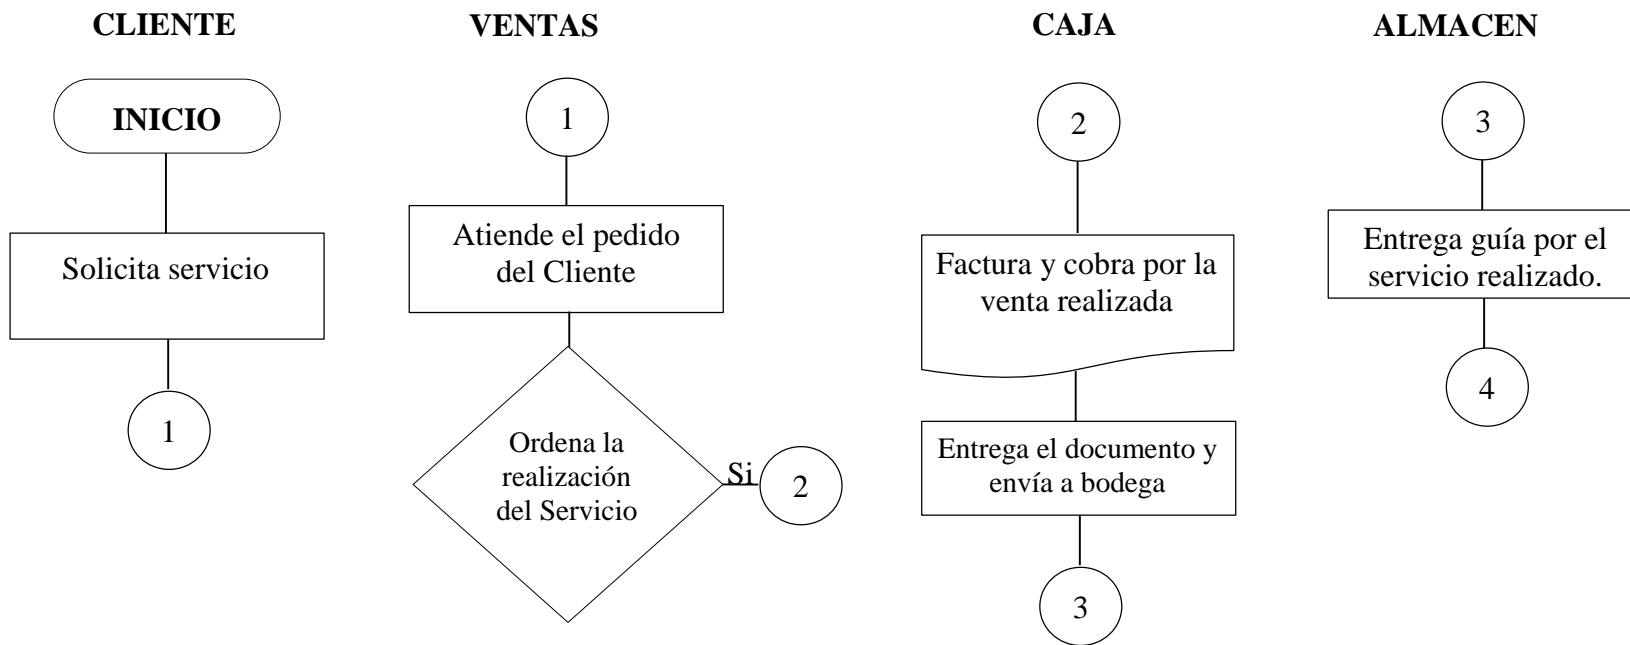 CLIENTE
INICIO
Solicita servicio
1
VENTAS
1
Atiende el pedido
del Cliente
Ordena la
realización
del Servicio
Si
2
CAJA
2
Factura y cobra por la
venta realizada
Entrega el documento y
envía a bodega
3
ALMACEN
3
Entrega guía por el
servicio realizado.
4